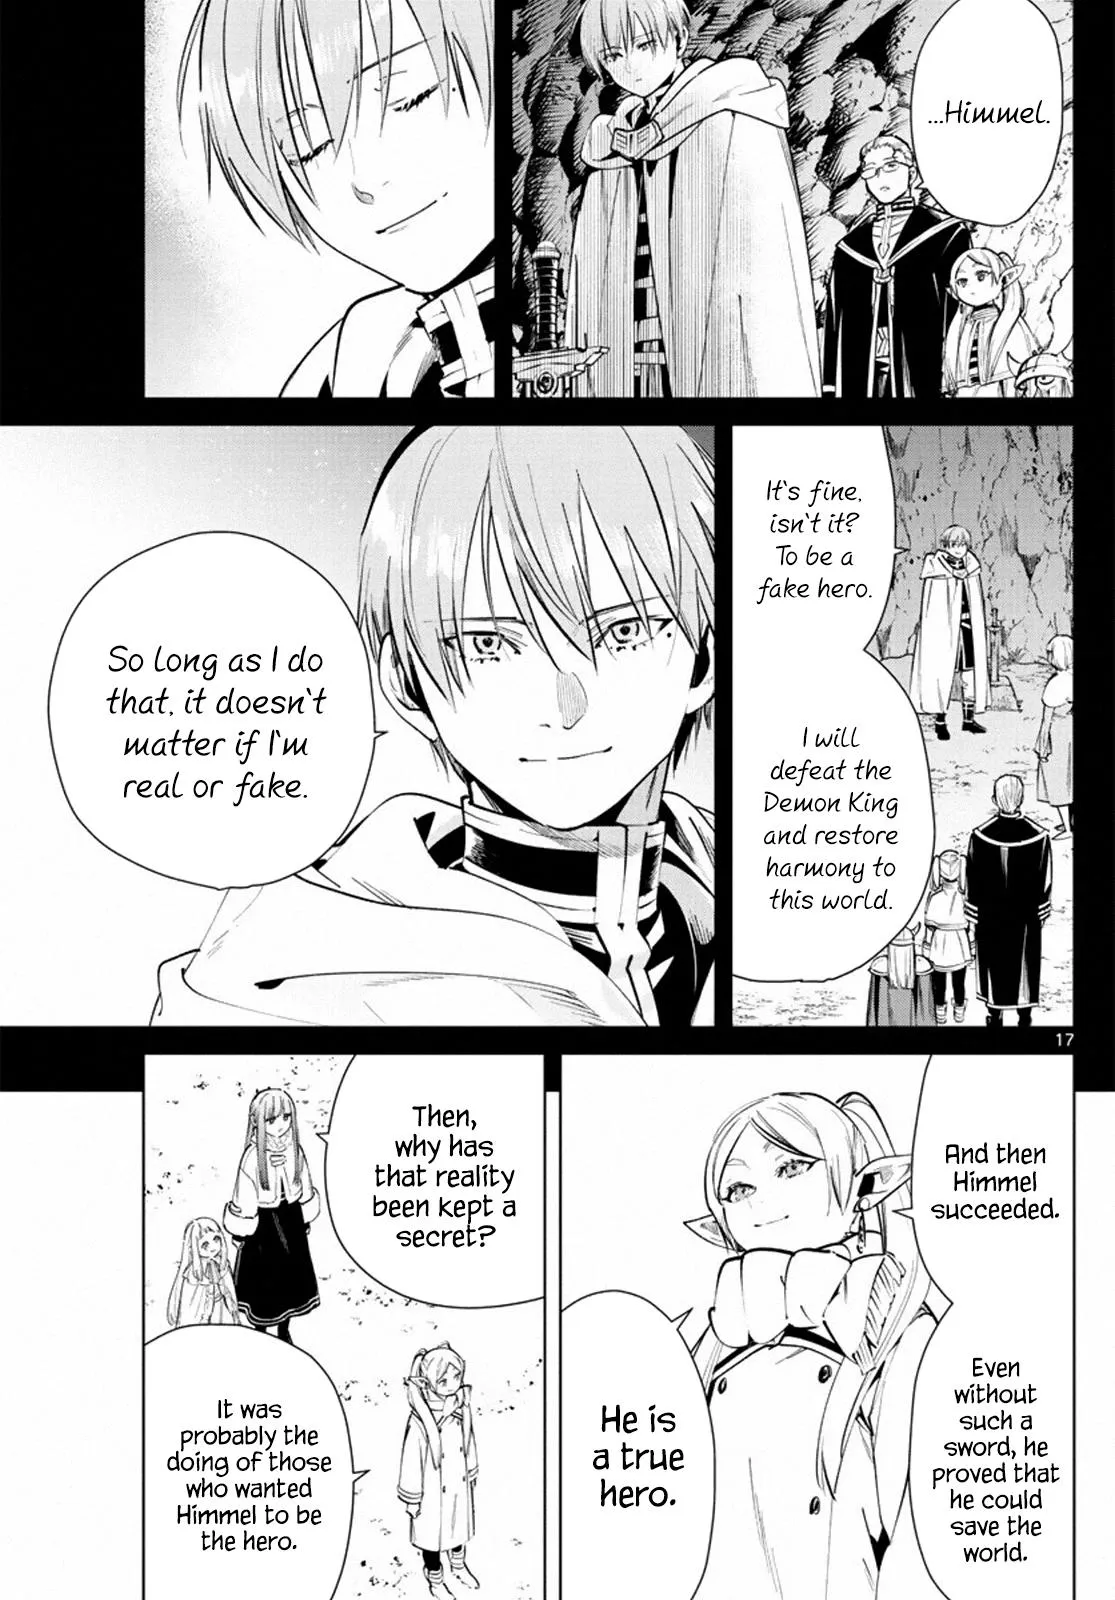 ...Himmel.
It's fine,
isn't it?
To be a
fake hero.
I will
defeat the
Demon King
and restore
harmony to
this world.
So long as I do
that, it doesn't
matter if I'm
real or fake.
17
And then
Himmel
succeeded.
Even
without
such a
sword, he
proved that
he could
save the
world.
He is
a true
hero.
Then,
why has
that reality
been kept a
secret?
It was
probably the
doing of those
who wanted
Himmel to be
the hero.